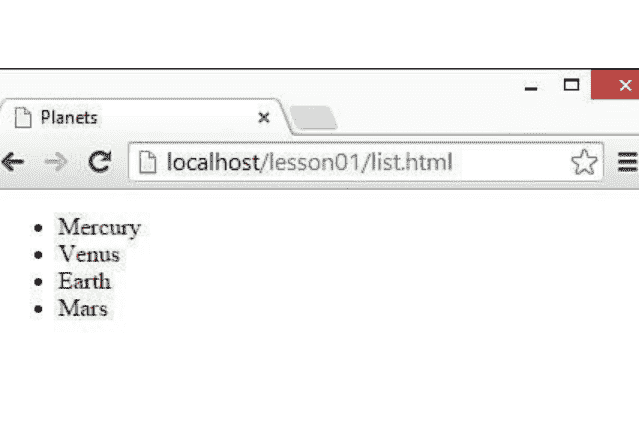 Planets
localhost/lesson01/list.html
Mercury
Venus
Earth
Mars